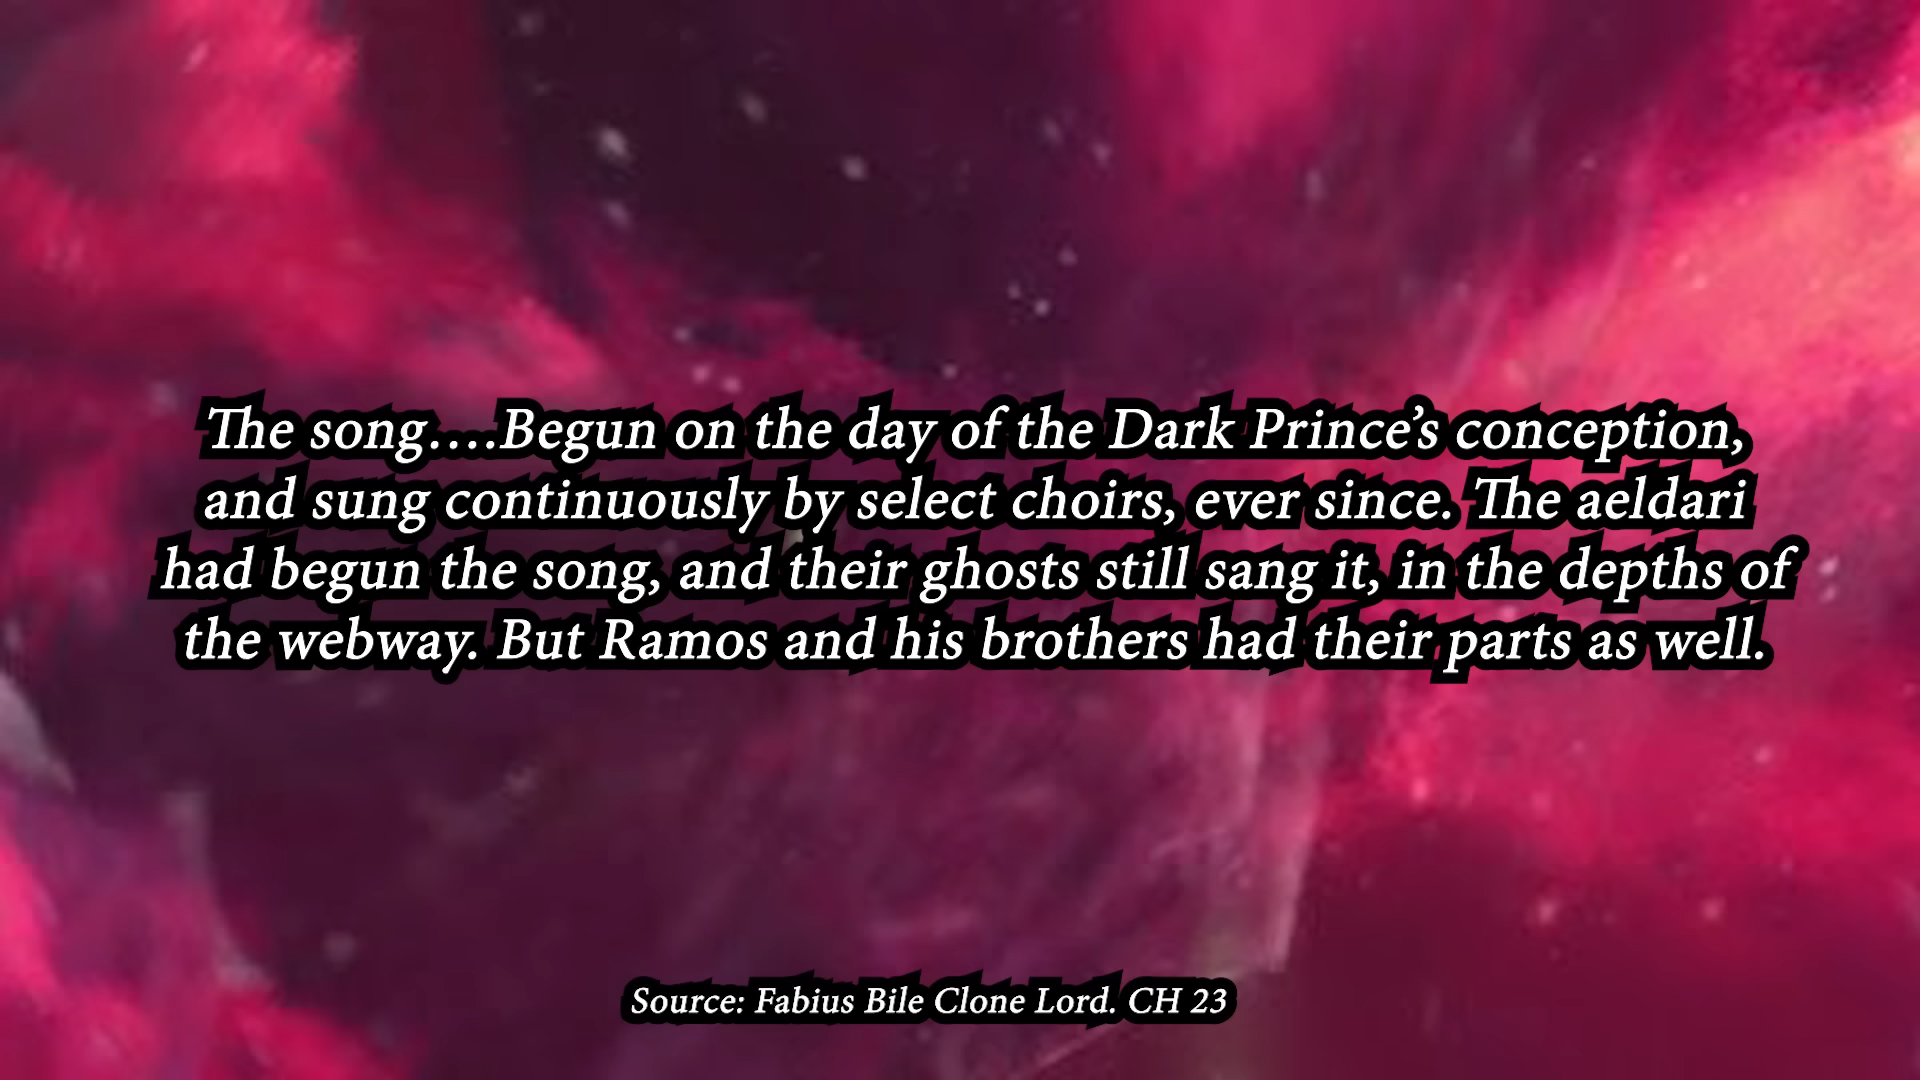 The song....Begun on the day of the Dark Prince’s conception,
and sung continuously by select choirs, ever since. The aeldari
had begun the song, and their ghosts still sang it, in the depths of
the webway. But Ramos and his brothers had their parts as well.
Source: Fabius Bile Clone Lord. CH 23